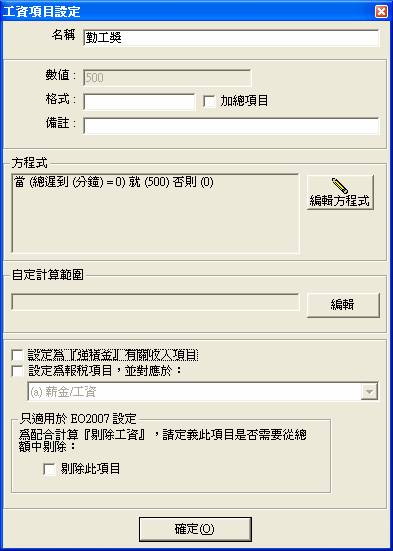 工資項目設定
名稱 勤工獎
數值： 500
格式： 加總項目
備註：
方程式
當 (總遲到 (分鐘) = 0) 就 (500) 否則 (0)
編輯方程式
自定計算範圍
編輯
設定為『強積金』有關收入項目
設定為報稅項目，並對應於：
(a) 薪金/工資
只適用於 EO2007 設定
為配合計算『剔除工資』，請定義此項目是否需要從總
額中剔除：
剔除此項目
確定(O)